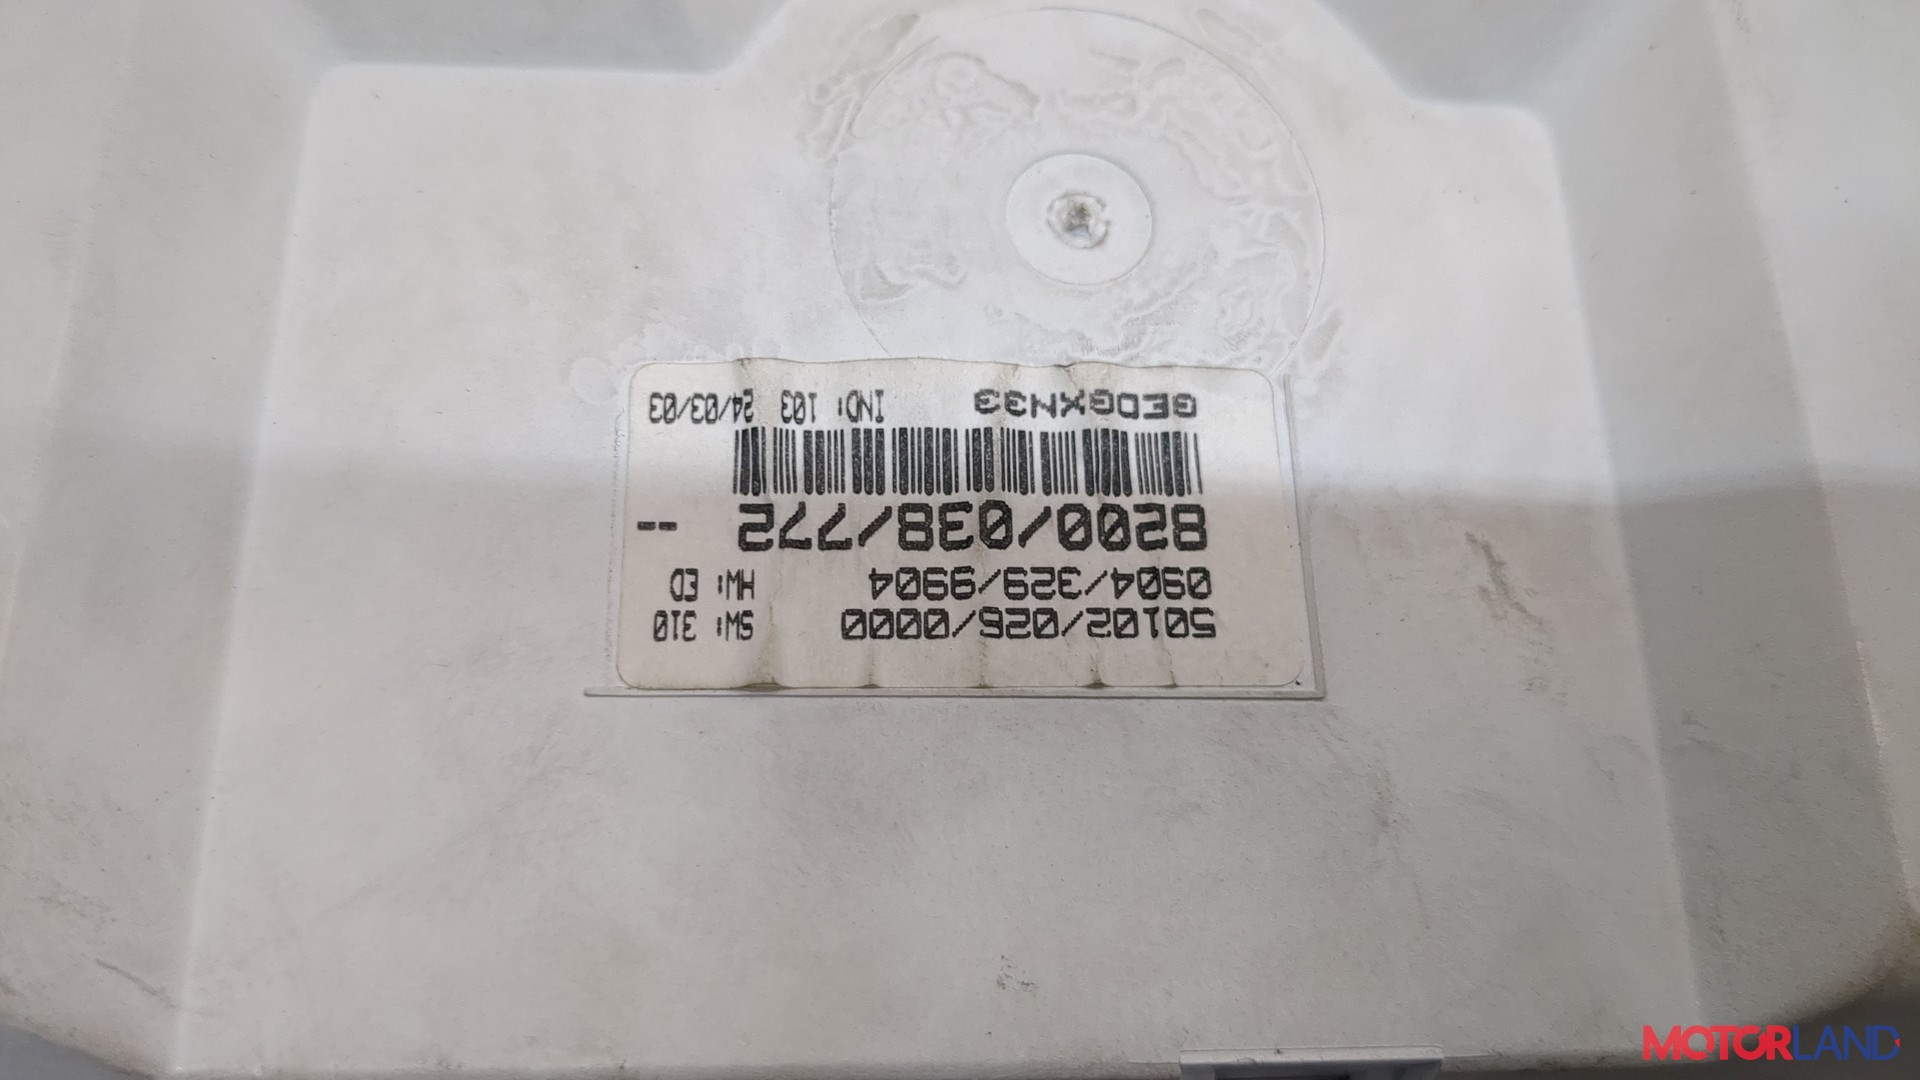 50102/026/0000 SW: 310
0904/329/9904 HW: ED
8200/038/772 --
GEDGXN33 IND: 103 24/03/03
MOTORLAND